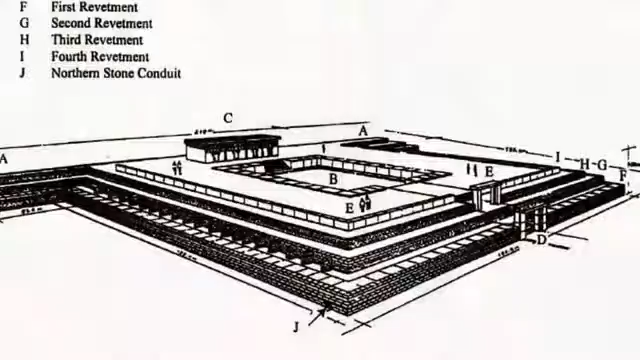 F First Revetment
G Second Revetment
H Third Revetment
I Fourth Revetment
J Northern Stone Conduit
C
A
A
I
H
G
E
B
F
E
D
J